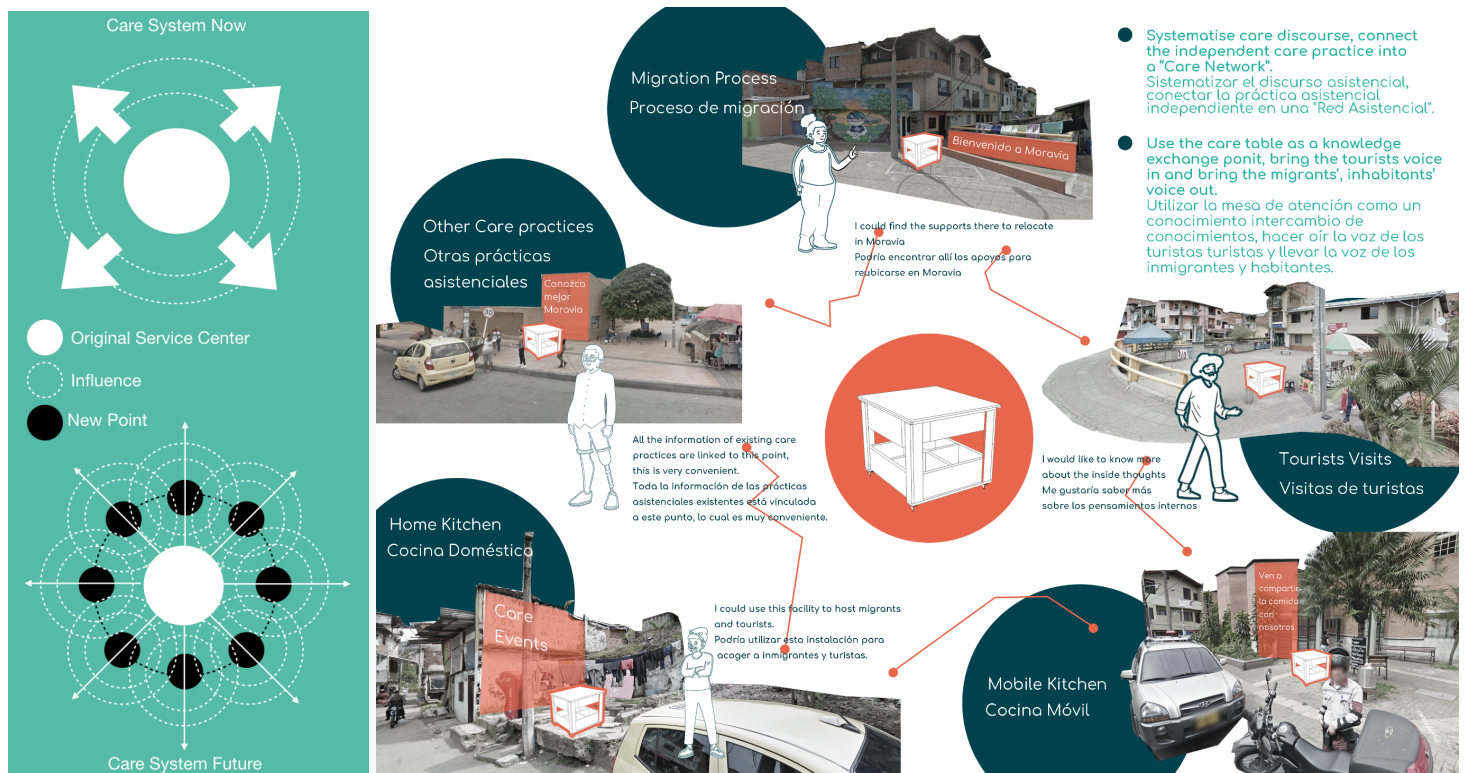 Care System Now
Original Service Center
Influence
New Point
Care System Future
Migration Process
Proceso de migración
Bienvenido a Moravia
I could find the supports there to relocate
in Moravia
Podría encontrar allí los apoyos para
reubicarse en Moravia
Systematise care discourse, connect
the independent care practice into
a “Care Network”.
Sistematizar el discurso asistencial,
conectar la práctica asistencial
independente en una "Red Asistencial".
Use the care table as a knowledge
exchange ponit, bring the tourists voice
in and bring the migrants', inhabitants'
voice out.
Utilizar la mesa de atención como un
conocimiento intercambio de
conocimientos, hacer oír la voz de los
turistas turistas y llevar la voz de los
inmigrantes y habitantes.
Other Care practices
Otras prácticas
asistenciales
Conozca
mejor
Moravia
30
All the information of existing care
practices are linked to this point,
this is very convenient.
Toda la información de las prácticas
asistenciales existentes está vinculada
a este punto, lo cual es muy conveniente.
I would like to know more
about the inside thoughts
Me gustaría saber más
sobre los pensamientos internos
Tourists Visits
Visitas de turistas
Home Kitchen
Cocina Doméstica
Care
Events
I could use this facility to host migrants
and tourists.
Podría utilizar esta instalación para
acoger a inmigrantes y turistas.
Mobile Kitchen
Cocina Móvil
Ven a
compartir
la comida
con
nosotros